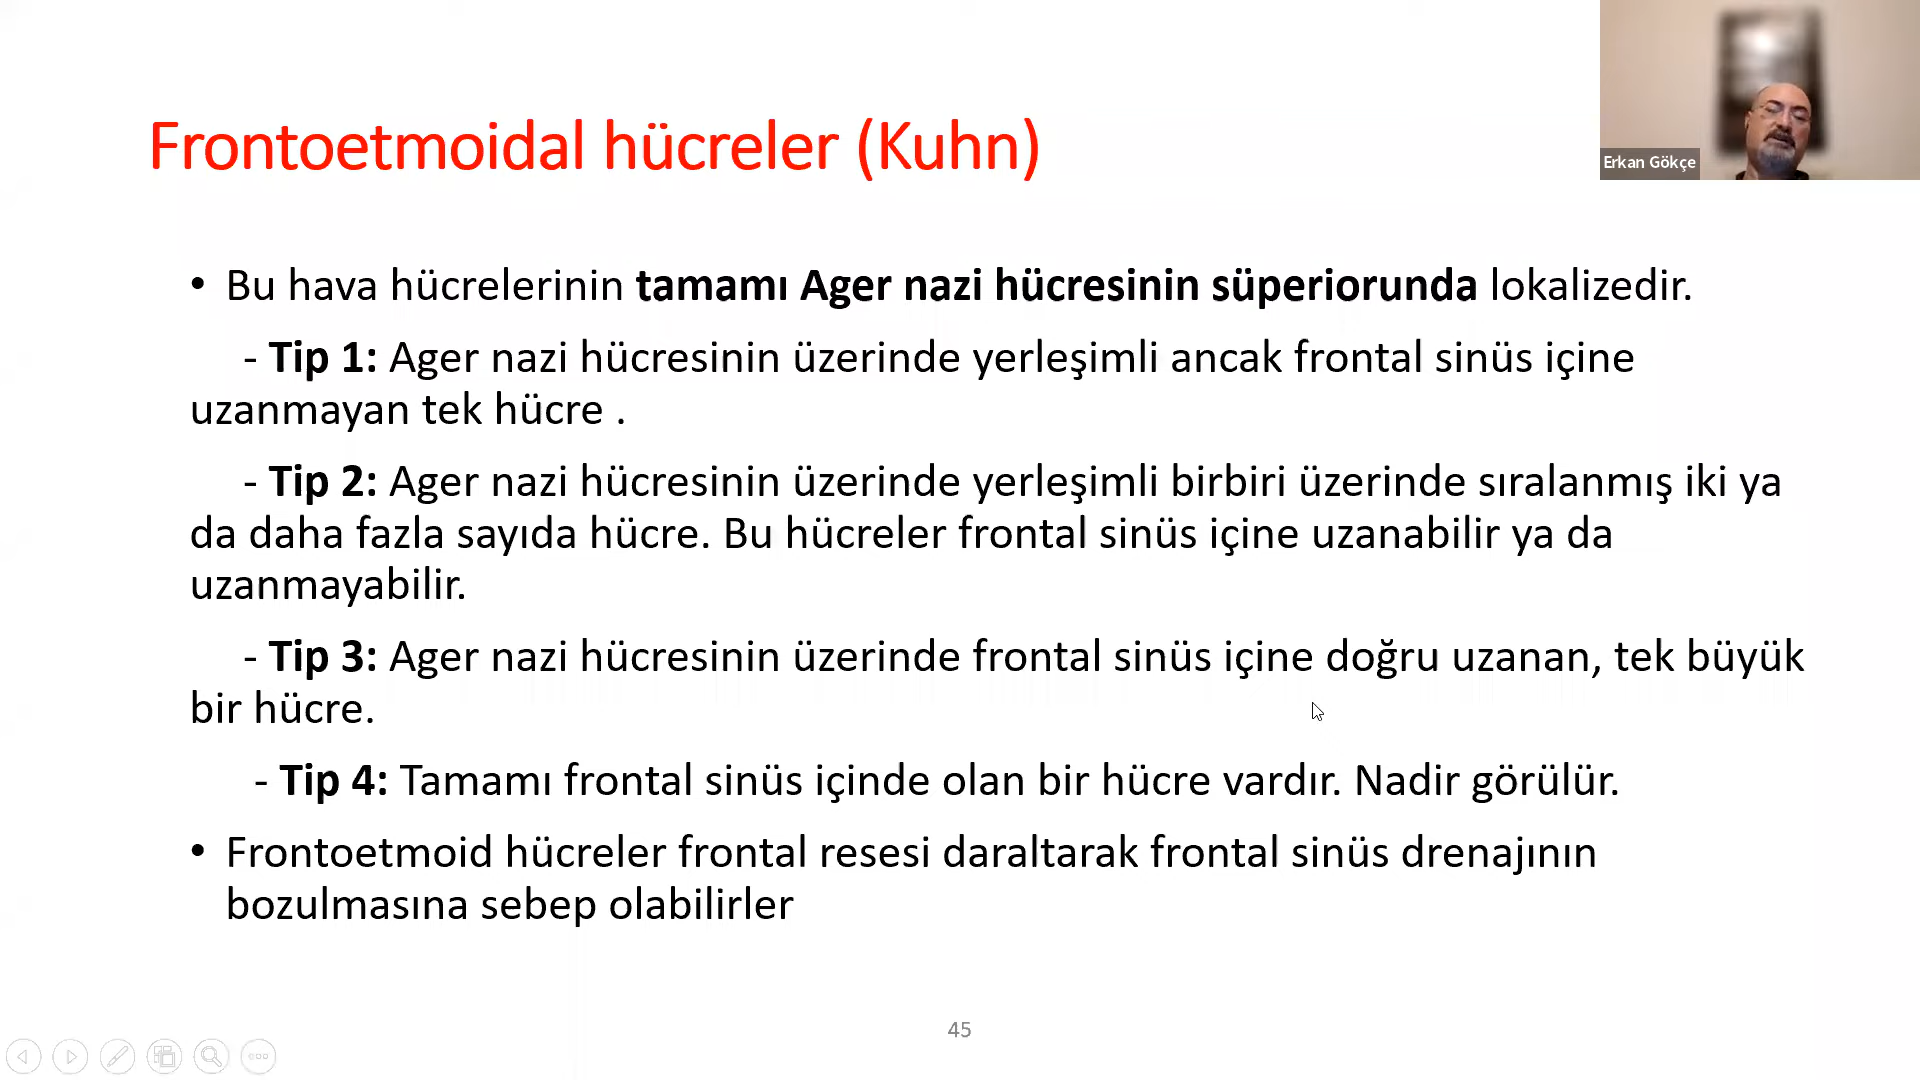 Frontoetmoidal hücreler (Kuhn)
Erkan Gökçe
• Bu hava hücrelerinin tamamı Ager nazi hücresinin süperiorunda lokalizedir.
- Tip 1: Ager nazi hücresinin üzerinde yerleşimli ancak frontal sinüs içine
uzanmayan tek hücre .
- Tip 2: Ager nazi hücresinin üzerinde yerleşimli birbiri üzerinde sıralanmış iki ya
da daha fazla sayıda hücre. Bu hücreler frontal sinüs içine uzanabilir ya da
uzanmayabilir.
- Tip 3: Ager nazi hücresinin üzerinde frontal sinüs içine doğru uzanan, tek büyük
bir hücre.
- Tip 4: Tamamı frontal sinüs içinde olan bir hücre vardır. Nadir görülür.
• Frontoetmoid hücreler frontal resesi daraltarak frontal sinüs drenajının
bozulmasına sebep olabilirler
45